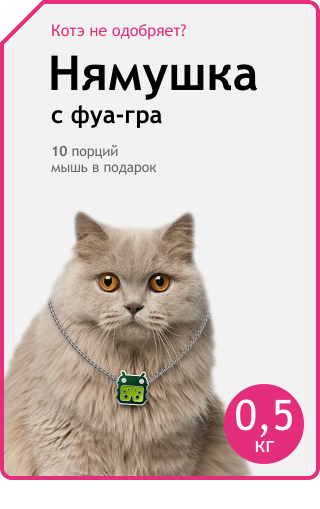 Котэ не одобряет?
Нямушка
с фуа-гра
10 порций
мышь в подарок
0,5
кг